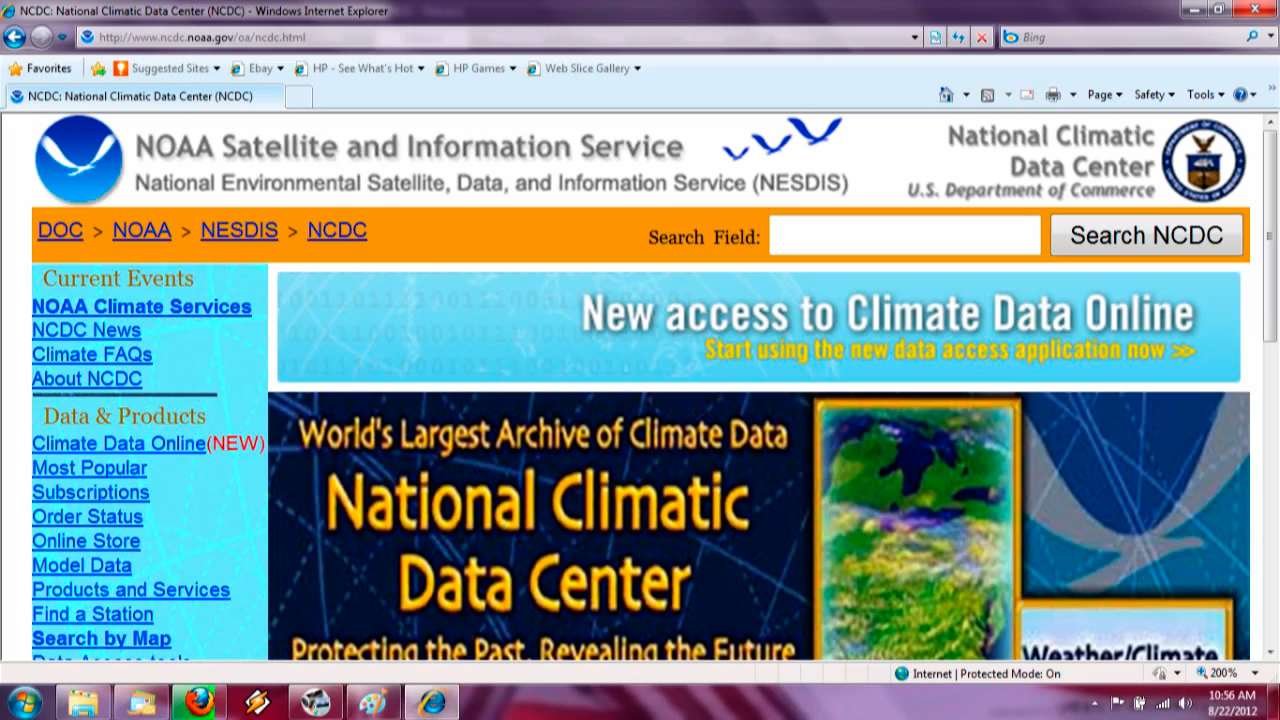 NCDC: National Climatic Data Center (NCDC) - Windows Internet Explorer
http://www.ncdc.noaa.gov/oa/ncdc.html
Bing
Favorites Suggested Sites Ebay HP - See What's Hot HP Games Web Slice Gallery
NCDC: National Climatic Data Center (NCDC)
Page Safety Tools
NOAA Satellite and Information Service
National Environmental Satellite, Data, and Information Service (NESDIS)
National Climatic
Data Center
U.S. Department of Commerce
DOC > NOAA > NESDIS > NCDC
Search Field:
Search NCDC
Current Events
NOAA Climate Services
NCDC News
Climate FAQs
About NCDC
Data & Products
Climate Data Online(NEW)
Most Popular
Subscriptions
Order Status
Online Store
Model Data
Products and Services
Find a Station
Search by Map
Data Access tools
New access to Climate Data Online
Start using the new data access application now >>
World's Largest Archive of Climate Data
National Climatic
Data Center
Protecting the Past, Revealing the Future
Weather/Climate
Internet | Protected Mode: On
200%
10:56 AM
8/22/2012